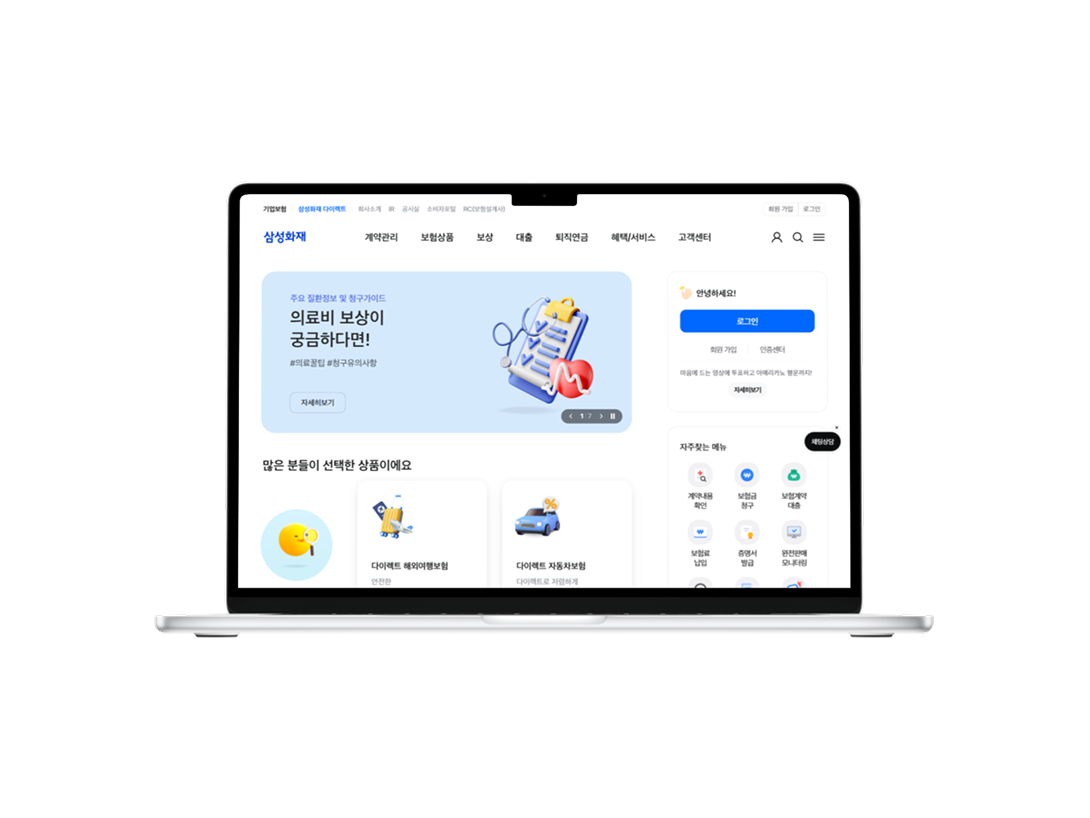 기업보험 삼성화재 다이렉트 회사소개 IR 공시실 소비자포털 RC(보험설계사) 회원 가입 로그인
삼성화재 계약관리 보험상품 보상 대출 퇴직연금 혜택/서비스 고객센터
주요 질환정보 및 청구가이드
의료비 보상이
궁금하다면!
#의료꿀팁 #청구유의사항
자세히보기
1 / 7
안녕하세요!
로그인
회원 가입 인증센터
마음에 드는 영상에 투표하고 아메리카노 행운까지!
자세히보기
채팅상담
자주찾는 메뉴
계약내용 보험금 보험계약
확인 청구 대출
보험료 증명서 완전판매
납입 발급 모니터링
많은 분들이 선택한 상품이에요
다이렉트 해외여행보험
안전한
%
다이렉트 자동차보험
다이렉트로 저렴하게